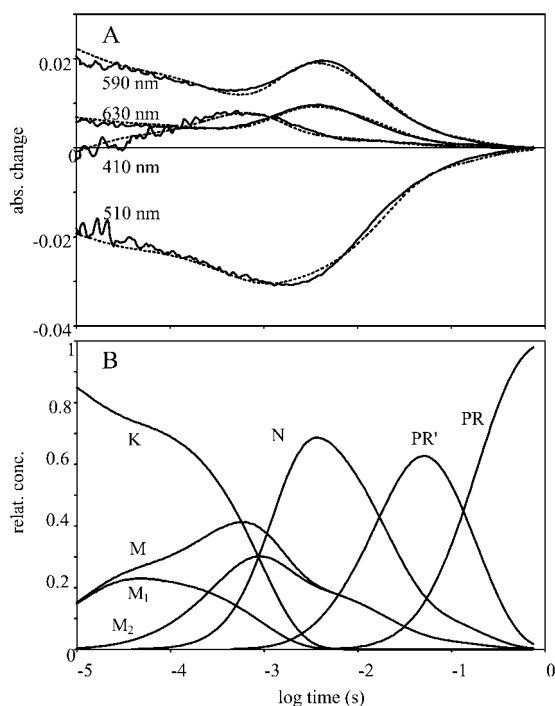 A
0.02
590 nm
630 nm
0
410 nm
510 nm
-0.02
-0.04
abs. change
1
B
0.8
K
N
PR'
PR
0.6
0.4
M
0.2
M1
M2
0
relat. conc.
-5 -4 -3 -2 -1 0
log time (s)